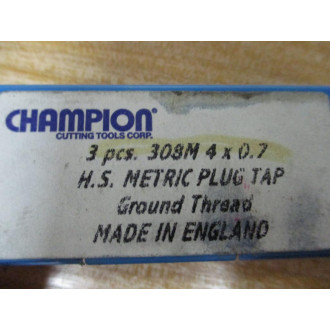 CHAMPION
CUTTING TOOLS CORP.
3 pcs. 308M 4 x 0.7
H.S. METRIC PLUG TAP
Ground Thread
MADE IN ENGLAND